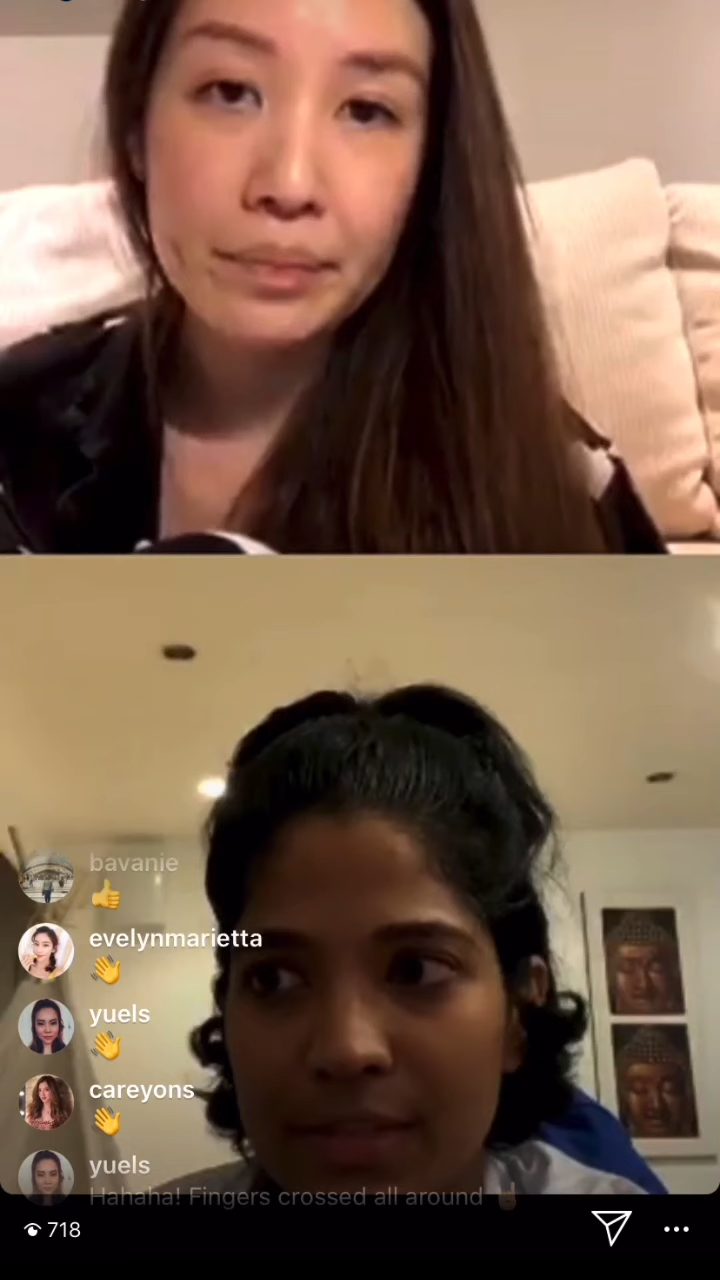 bavanie
👍
evelynmarietta
👋
yuels
👋
careyons
👋
yuels
Hahaha! Fingers crossed all around
718